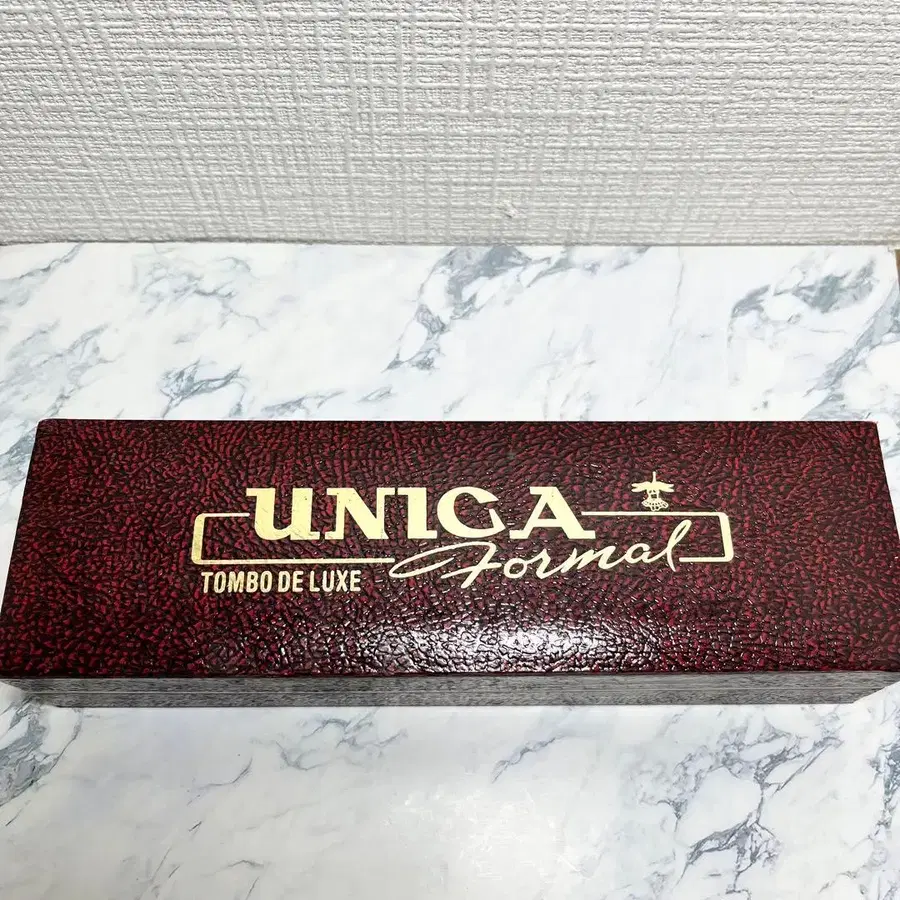 UNICA
Formal
TOMBO DE LUXE